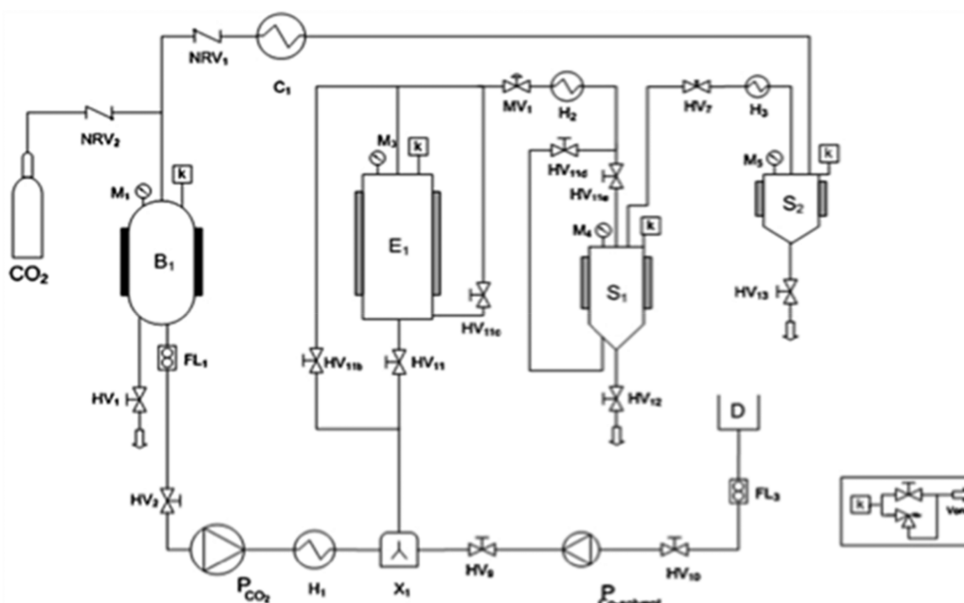 NRV₁
C₁
NRV₂
CO₂
M₁
k
B₁
FL₁
HV₁
HV₂
P CO₂
H₁
X₁
M₃
k
E₁
HV₁₁b
HV₁₁
HV₁₁c
MV₁
H₂
HV₁₁d
HV₁₁e
M₄
k
S₁
HV₁₂
HV₇
H₃
M₅
k
S₂
HV₁₃
D
FL₃
HV₉
P
HV₁₀
k